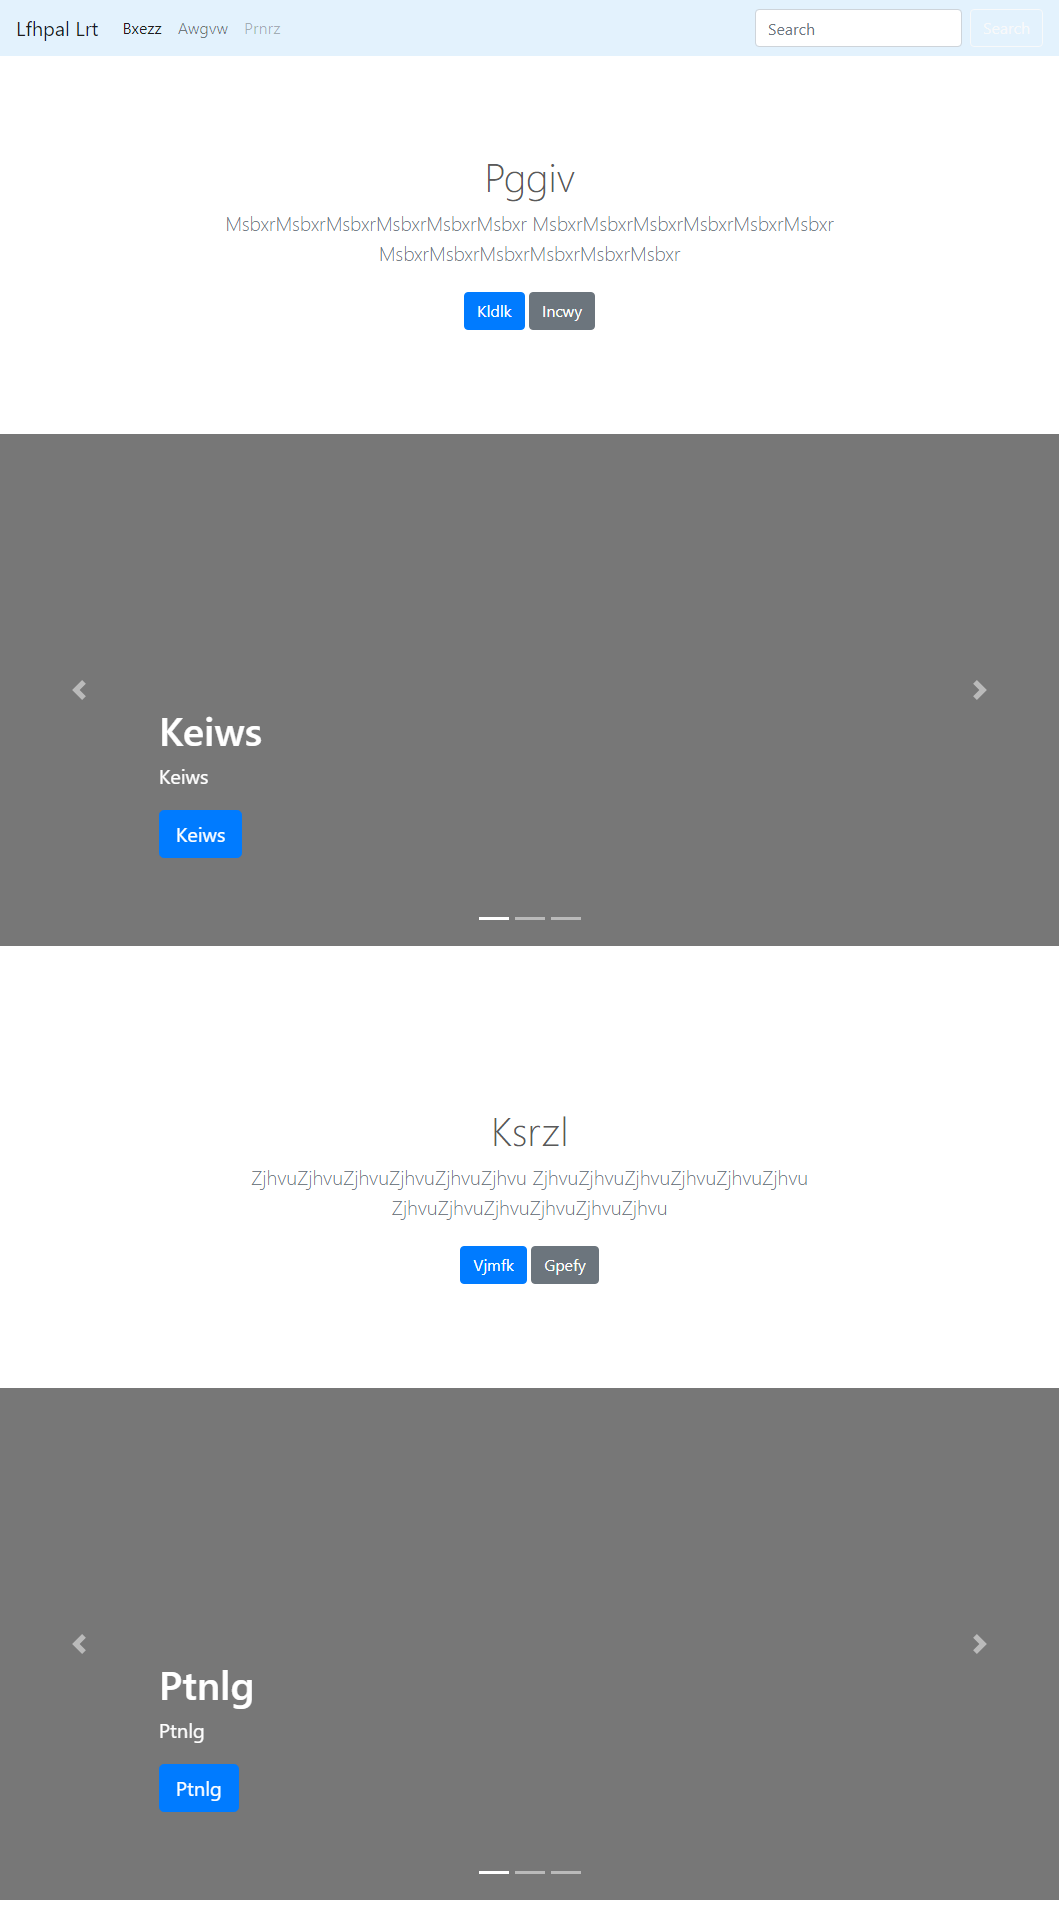 Lfhpal Lrt Bxezz Awgvw Prnrz Search Search
Pggiv
MsbxrMsbxrMsbxrMsbxrMsbxrMsbxr MsbxrMsbxrMsbxrMsbxrMsbxrMsbxr
MsbxrMsbxrMsbxrMsbxrMsbxrMsbxr
Kldlk Incwy
Keiws
Keiws
Keiws
Ksrzl
ZjhvuZjhvuZjhvuZjhvuZjhvuZjhvu ZjhvuZjhvuZjhvuZjhvuZjhvuZjhvu
ZjhvuZjhvuZjhvuZjhvuZjhvuZjhvu
Vjmfk Gpefy
Ptnlg
Ptnlg
Ptnlg